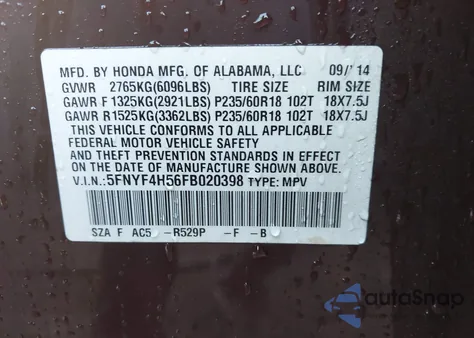 MFD. BY HONDA MFG. OF ALABAMA, LLC. 09/14
GVWR 2765KG(6096LBS) TIRE SIZE RIM SIZE
GAWR F 1325KG(2921LBS) P235/60R18 102T 18X7.5J
GAWR R1525KG(3362LBS) P235/60R18 102T 18X7.5J
THIS VEHICLE CONFORMS TO ALL APPLICABLE
FEDERAL MOTOR VEHICLE SAFETY
AND THEFT PREVENTION STANDARDS IN EFFECT
ON THE DATE OF MANUFACTURE SHOWN ABOVE.
V.I.N.: 5FNYF4H56FB020398 TYPE: MPV
SZA F AC5 -R529P -F -B
autoSnap